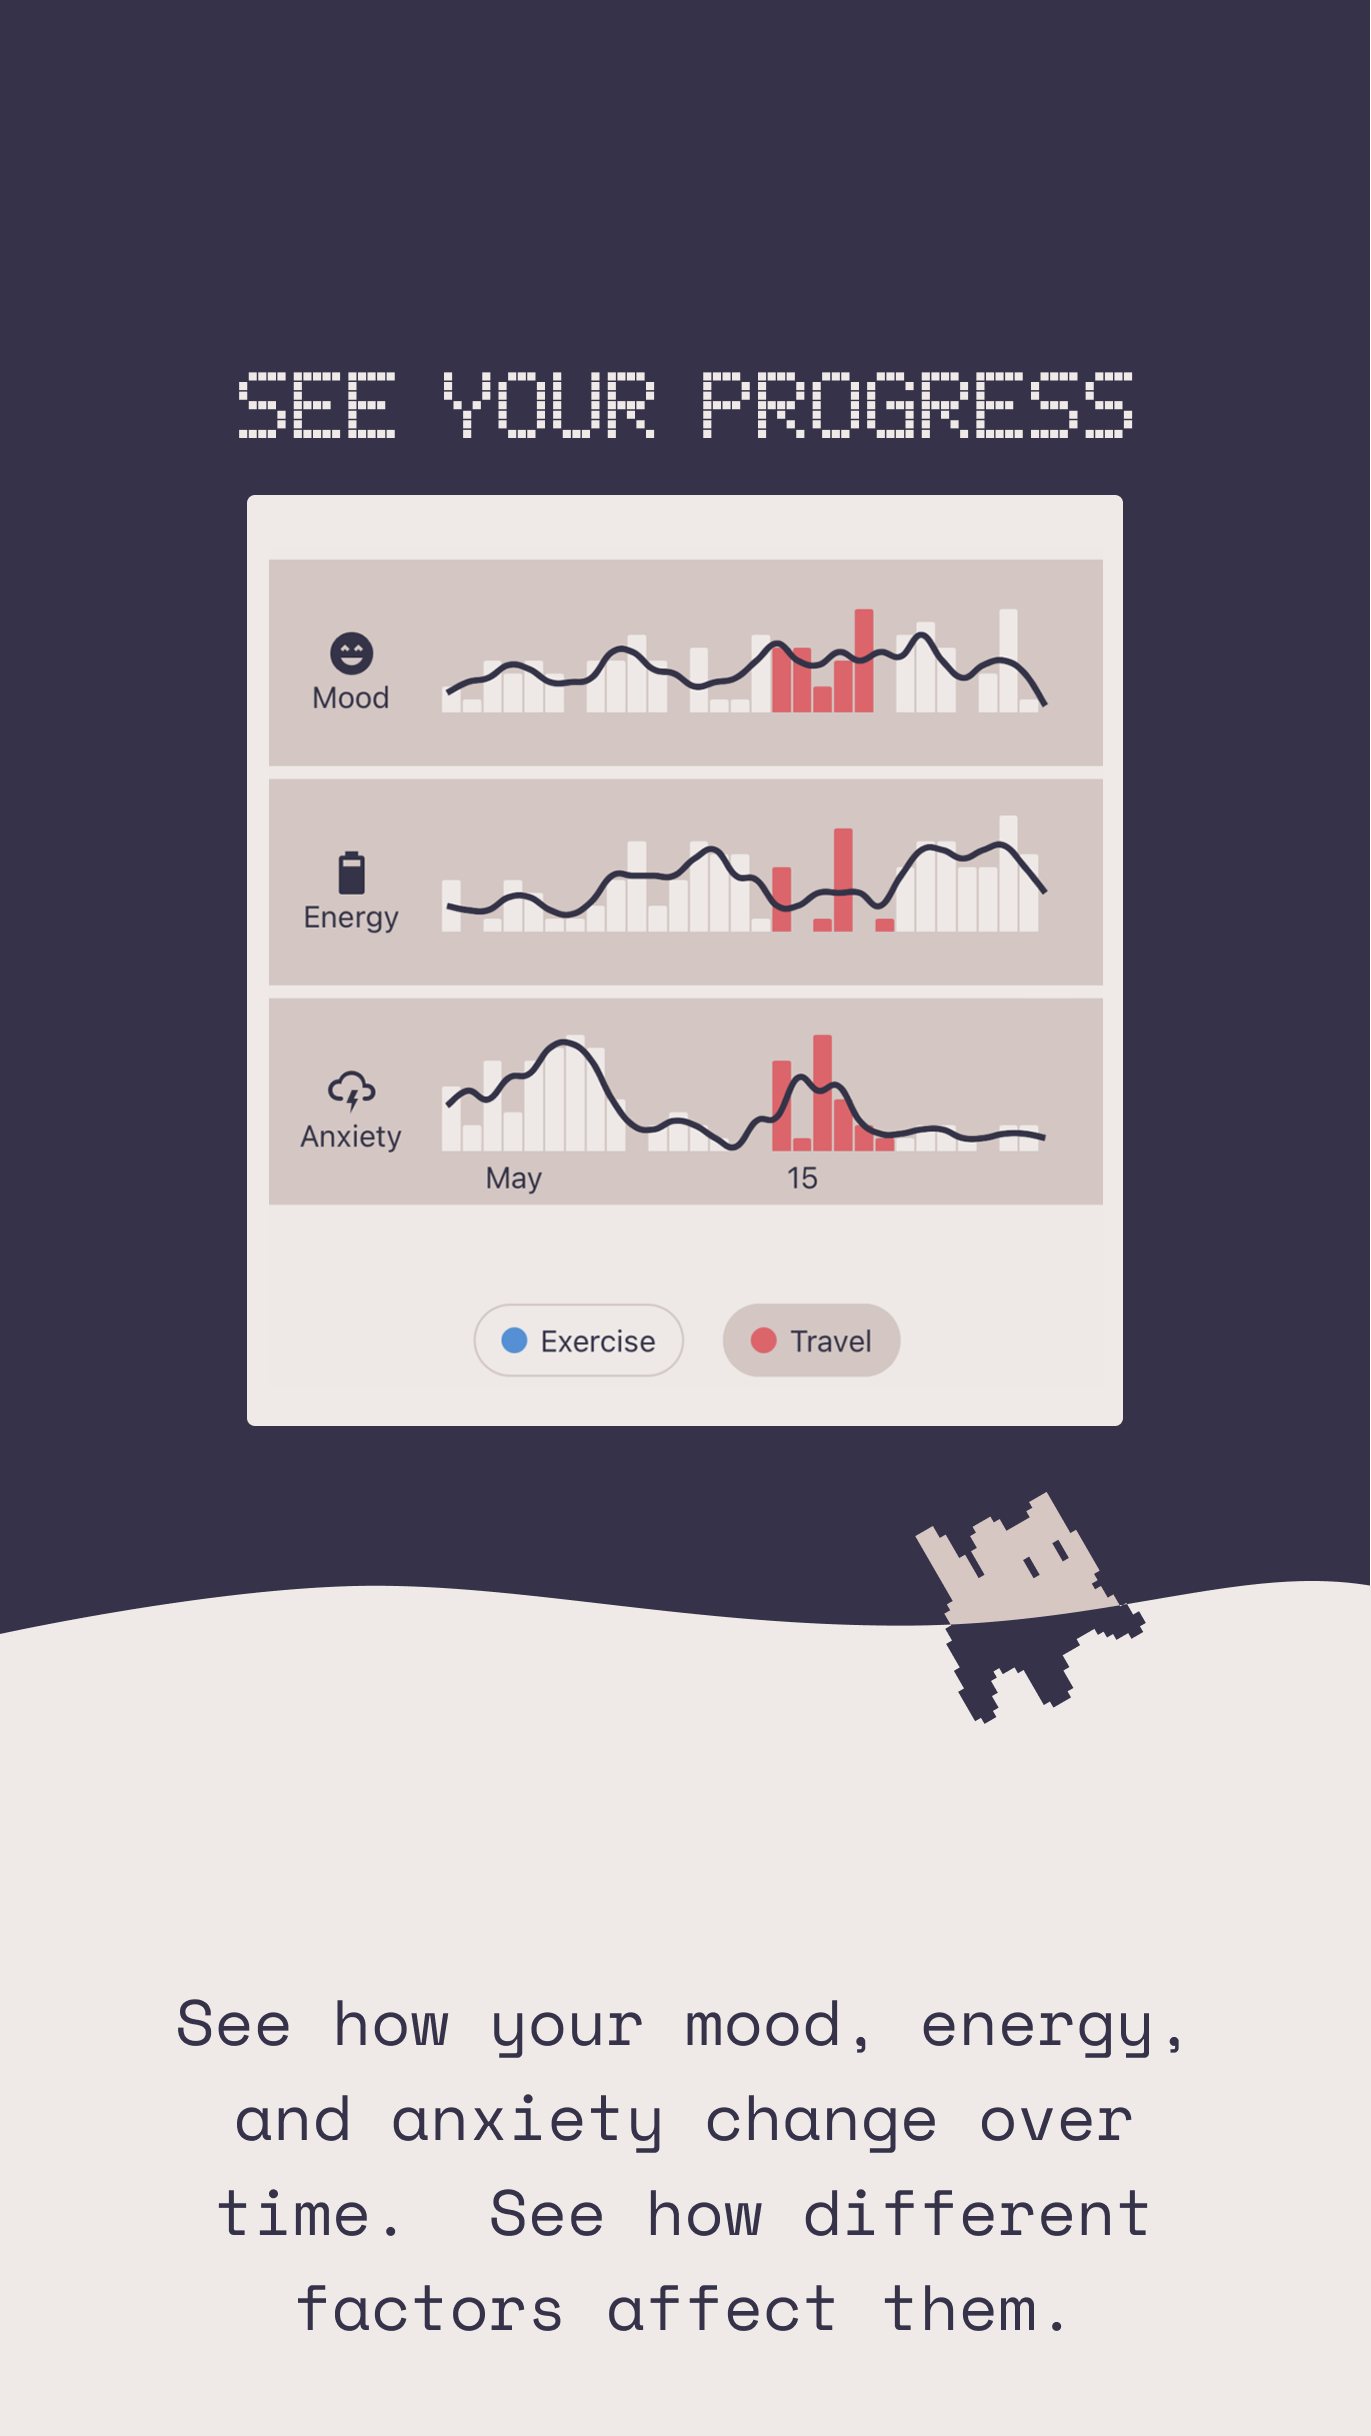 SEE YOUR PROGRESS
Mood
Energy
Anxiety
May 15
Exercise Travel
See how your mood, energy,
and anxiety change over
time.  See how different
factors affect them.